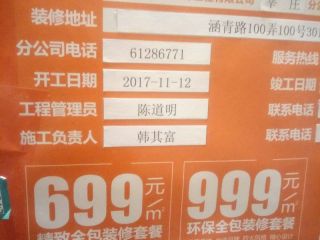 莘庄
装修地址 涵青路100弄100号30
分公司电话 61286771 服务热线
开工日期 2017-11-12 竣工日期
工程管理员 陈道明 联系电话
施工负责人 韩其富 联系电话
699元/㎡ 999元/㎡
精致全包装修套餐 环保全包装修套餐